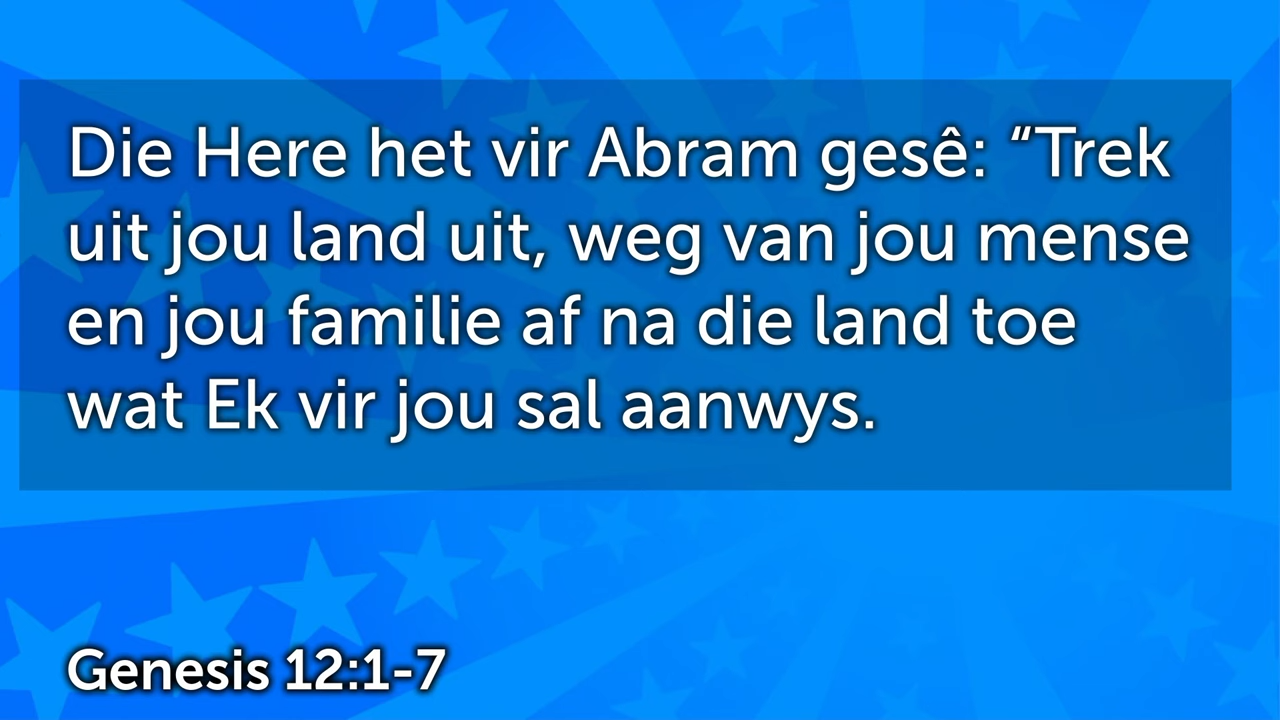 Die Here het vir Abram gesê: “Trek
uit jou land uit, weg van jou mense
en jou familie af na die land toe
wat Ek vir jou sal aanwys.
Genesis 12:1-7